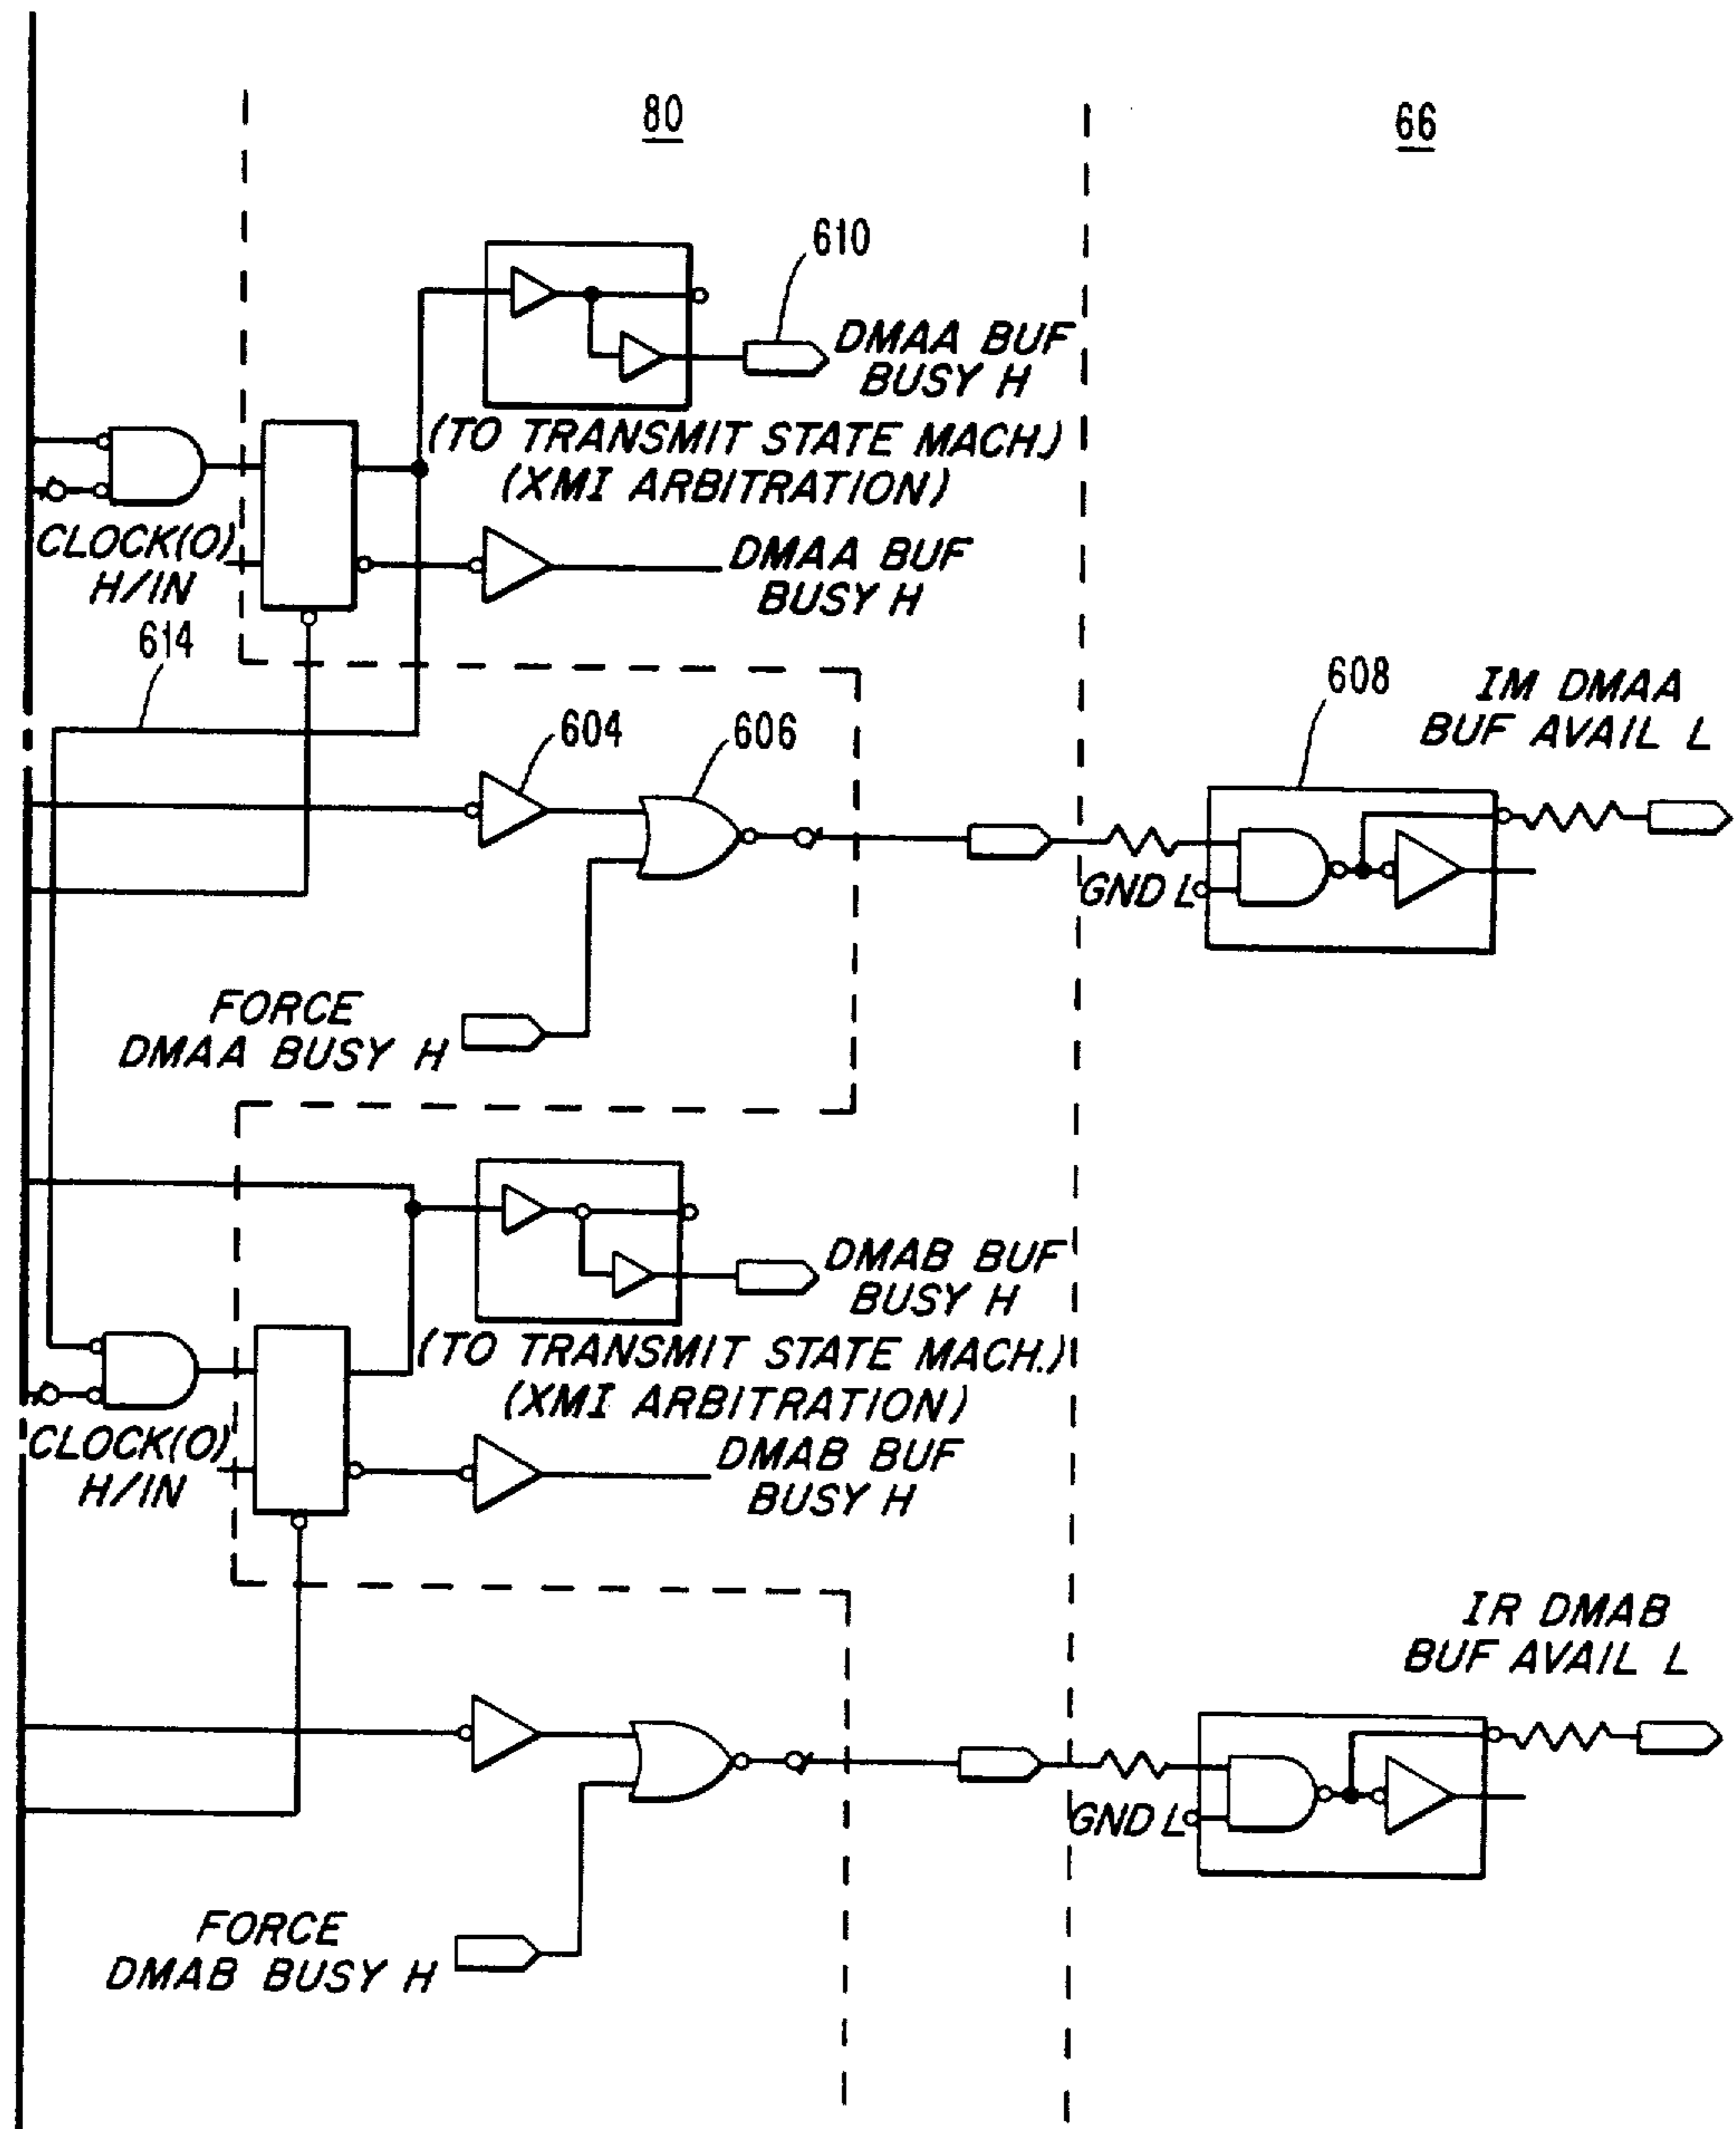 80
66
610
DMAA BUF
BUSY H
(TO TRANSMIT STATE MACH.)
(XMI ARBITRATION)
CLOCK(0)
H/IN
DMAA BUF
BUSY H
614
604
606
608
IM DMAA
BUF AVAIL L
GND L
FORCE
DMAA BUSY H
DMAB BUF
BUSY H
(TO TRANSMIT STATE MACH.)
(XMI ARBITRATION)
CLOCK(0)
H/IN
DMAB BUF
BUSY H
IR DMAB
BUF AVAIL L
GND L
FORCE
DMAB BUSY H